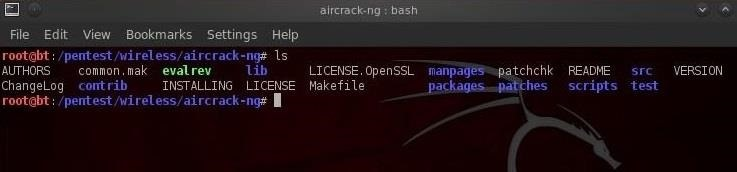 aircrack-ng : bash
File Edit View Bookmarks Settings Help
root@bt:/pentest/wireless/aircrack-ng# ls
AUTHORS common.mak evalrev lib LICENSE.OpenSSL manpages patchchk README src VERSION
ChangeLog contrib INSTALLING LICENSE Makefile packages patches scripts test
root@bt:/pentest/wireless/aircrack-ng#